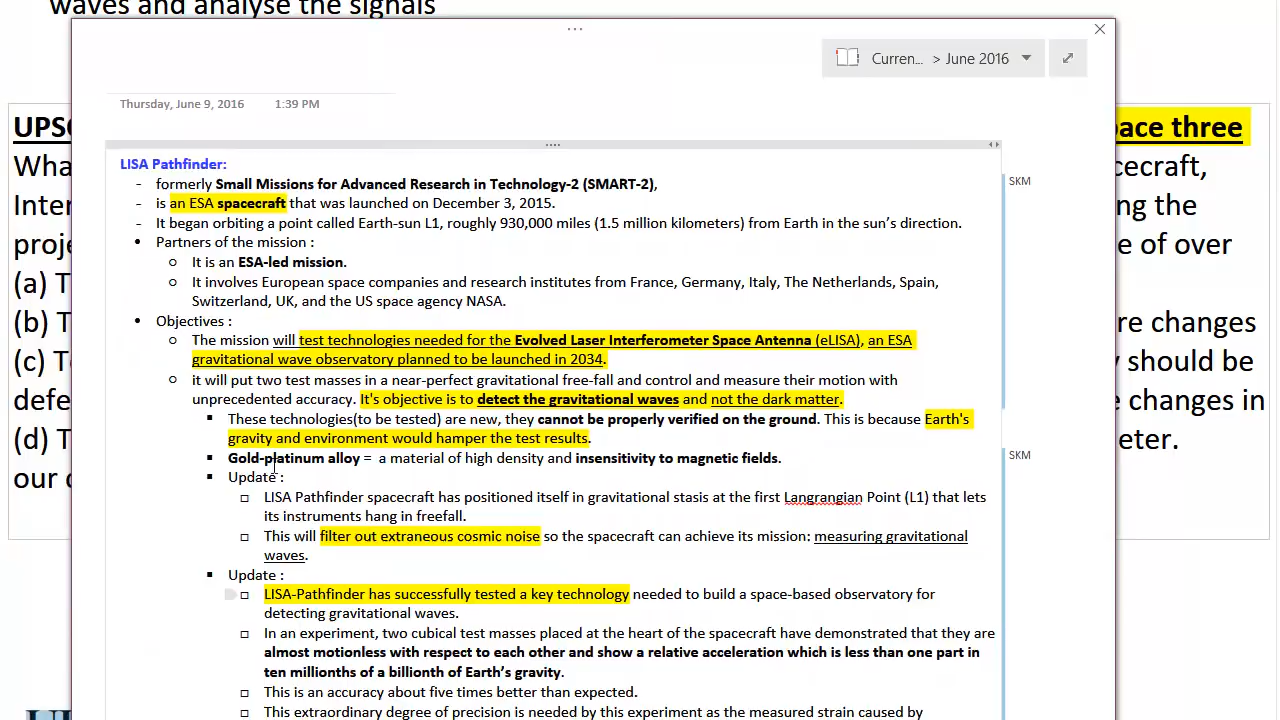 waves and analyse the signals
Curren... > June 2016
Thursday, June 9, 2016 1:39 PM
LISA Pathfinder:
- formerly Small Missions for Advanced Research in Technology-2 (SMART-2),
- is an ESA spacecraft that was launched on December 3, 2015.
- It began orbiting a point called Earth-sun L1, roughly 930,000 miles (1.5 million kilometers) from Earth in the sun's direction.
• Partners of the mission :
o It is an ESA-led mission.
o It involves European space companies and research institutes from France, Germany, Italy, The Netherlands, Spain,
Switzerland, UK, and the US space agency NASA.
• Objectives :
o The mission will test technologies needed for the Evolved Laser Interferometer Space Antenna (eLISA), an ESA
gravitational wave observatory planned to be launched in 2034.
o it will put two test masses in a near-perfect gravitational free-fall and control and measure their motion with
unprecedented accuracy. It's objective is to detect the gravitational waves and not the dark matter.
▪ These technologies(to be tested) are new, they cannot be properly verified on the ground. This is because Earth's
gravity and environment would hamper the test results.
▪ Gold-platinum alloy = a material of high density and insensitivity to magnetic fields.
▪ Update :
□ LISA Pathfinder spacecraft has positioned itself in gravitational stasis at the first Langrangian Point (L1) that lets
its instruments hang in freefall.
□ This will filter out extraneous cosmic noise so the spacecraft can achieve its mission: measuring gravitational
waves.
▪ Update :
□ LISA-Pathfinder has successfully tested a key technology needed to build a space-based observatory for
detecting gravitational waves.
□ In an experiment, two cubical test masses placed at the heart of the spacecraft have demonstrated that they are
almost motionless with respect to each other and show a relative acceleration which is less than one part in
ten millionths of a billionth of Earth's gravity.
□ This is an accuracy about five times better than expected.
□ This extraordinary degree of precision is needed by this experiment as the measured strain caused by
SKM
SKM
UPSC
Wha
Inter
proje
(a) T
(b) T
(c) To
defe
(d) T
our c
ace three
cecraft,
ng the
e of over
re changes
y should be
e changes in
eter.